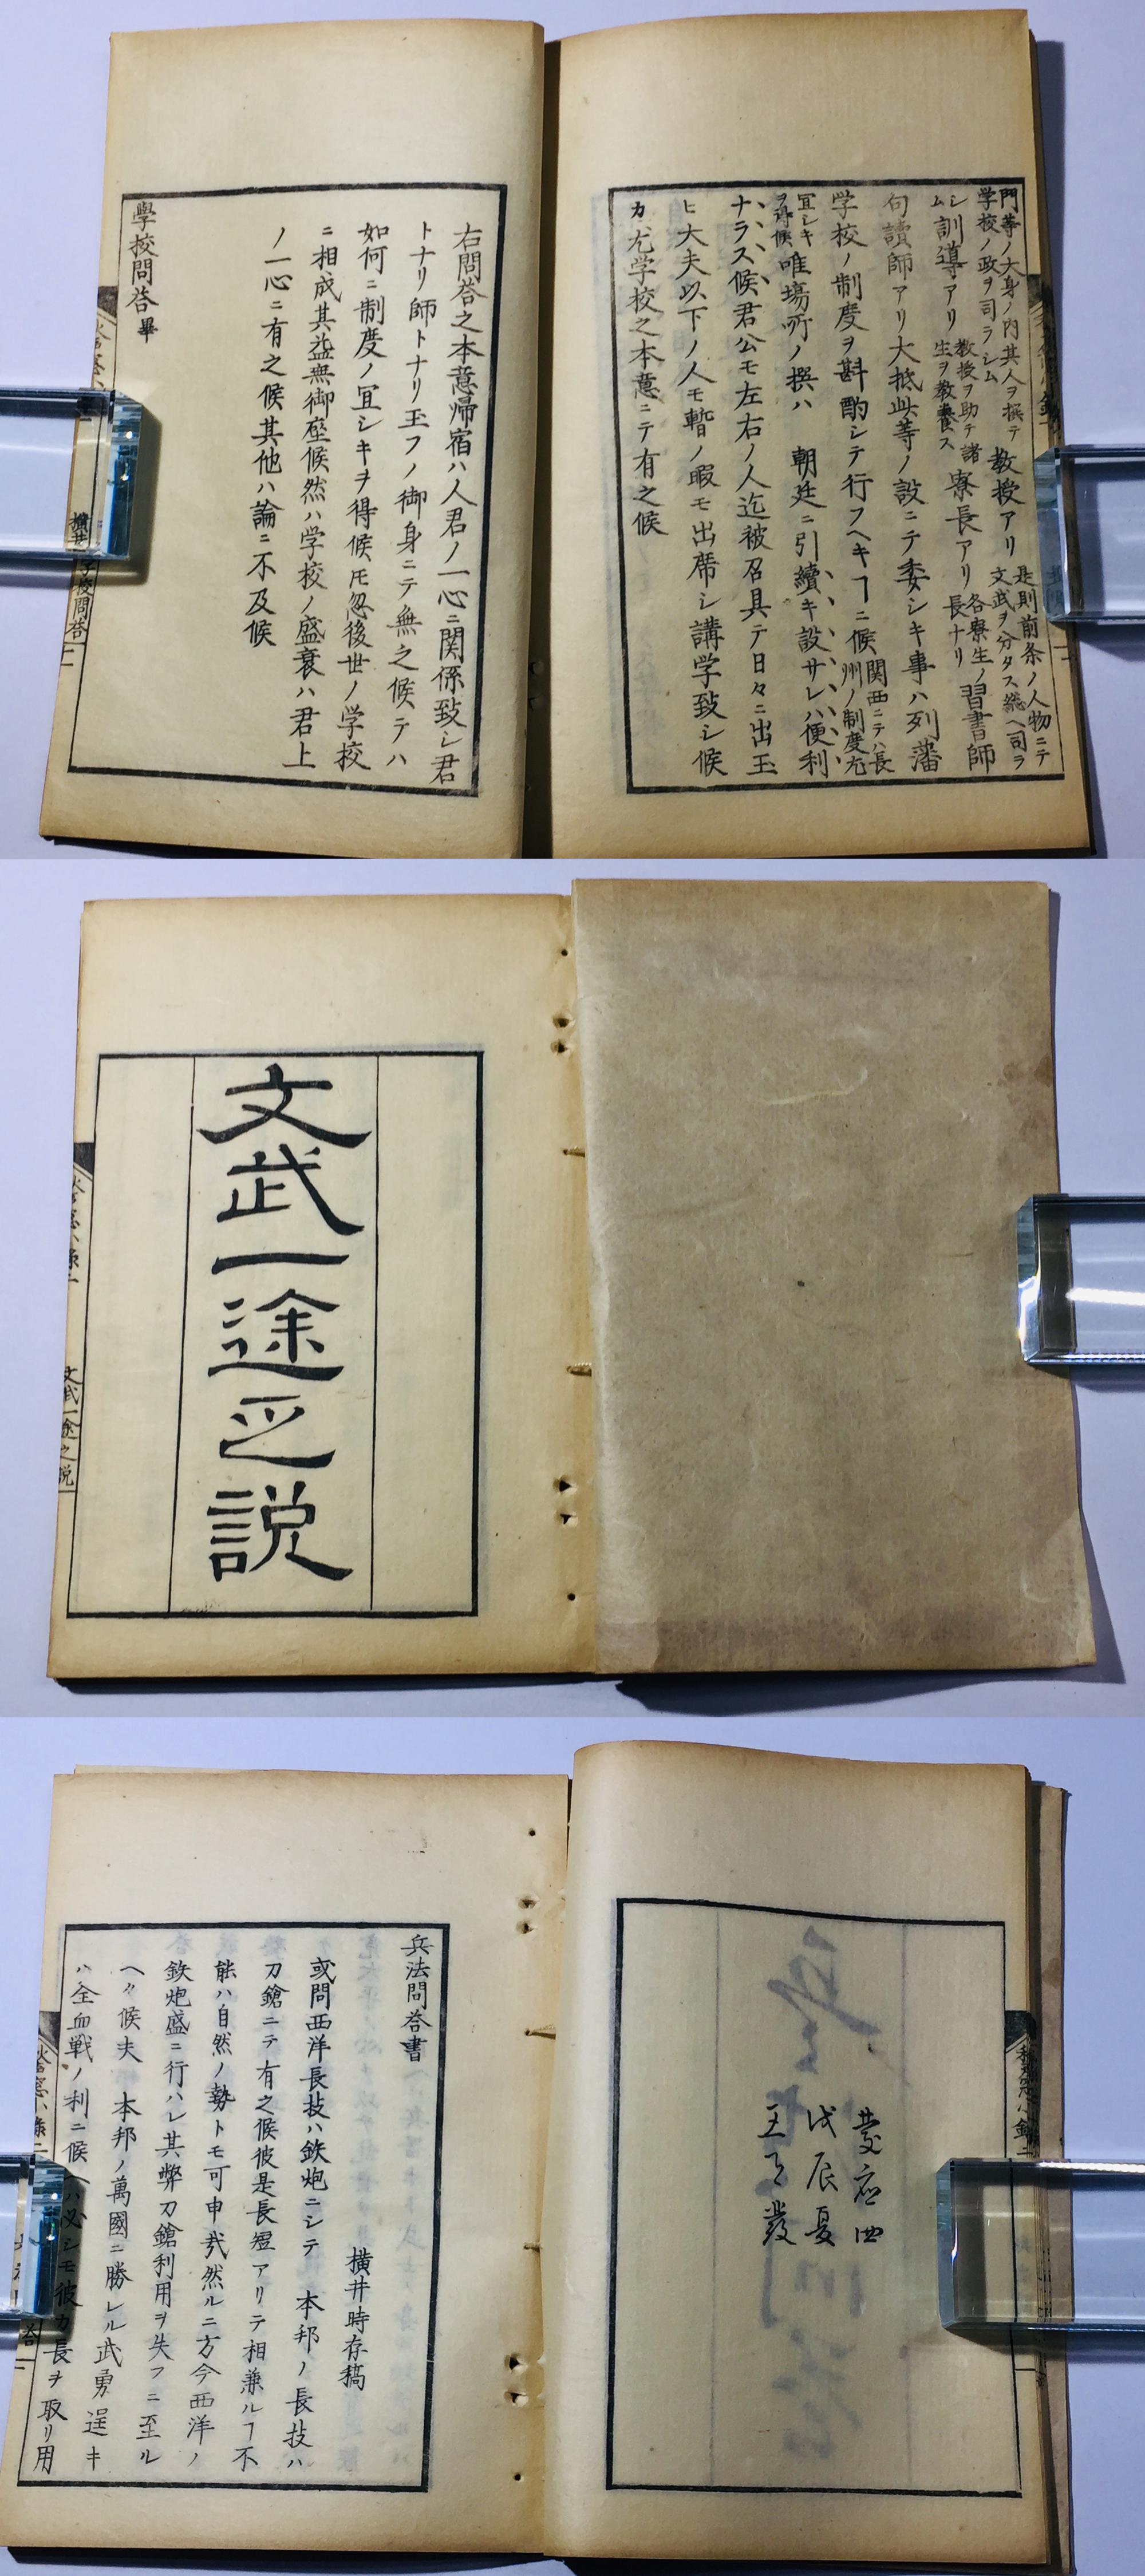 門等ノ大身ノ内其人ヲ撰テ
学校ノ政ヲ司ラシム
教授アリ
是則前条ノ人物ニテ
文武ヲ分タス総ヘ司ラ
シム
訓導アリ
教授ヲ助テ諸
生ヲ教養ス
寮長アリ
各寮生ノ
長ナリ
習書師
句讀師アリ大抵此等ノ設ニテ委シキ事ハ列藩
学校ノ制度ヲ斟酌シテ行フヘキヿニ候
関西ニテハ長
州ノ制度尤
宜シキ
ヲ得候
唯塲所ノ撰ハ 朝廷ニ引續キ設サレハ便利
ナラス候君公モ左右ノ人迄被召具テ日々ニ出玉
ヒ大夫以下ノ人モ暫ノ暇モ出席シ講学致シ候
カ尤学校之本意ニテ有之候
右問答之本意帰宿ハ人君ノ一心ニ関係致シ君
トナリ師トナリ玉フノ御身ニテ無之候テハ
如何ニ制度ノ宜シキヲ得候𪜈忽後世ノ学校
ニ相成其益無御座候然ハ学校ノ盛衰ハ君上
ノ一心ニ有之候其他ハ論ニ不及候
學校問答畢
文武一途之説
文武一途之説
慶応四
戊辰夏
五月發
兵法問答書
横井時存稿
或問西洋長技ハ鉄炮ニシテ 本邦ノ長技ハ
刀鎗ニテ有之候彼是長短アリテ相兼ルヿ不
能ハ自然ノ勢トモ可申哉然ルニ方今西洋ノ
鉄炮盛ニ行ハレ其弊刀鎗利用ヲ失フニ至ル
ヘク候夫 本邦ノ萬國ニ勝レル武勇逞キ
ハ全血戦ノ利ニ候ヘハ必シモ彼カ長ヲ取リ用